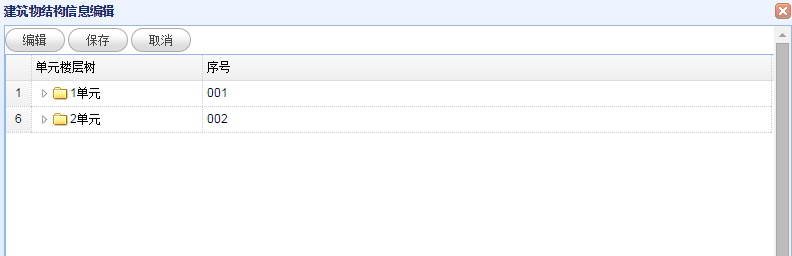 建筑物结构信息编辑
编辑 保存 取消
单元楼层树 序号
1 1单元 001
6 2单元 002